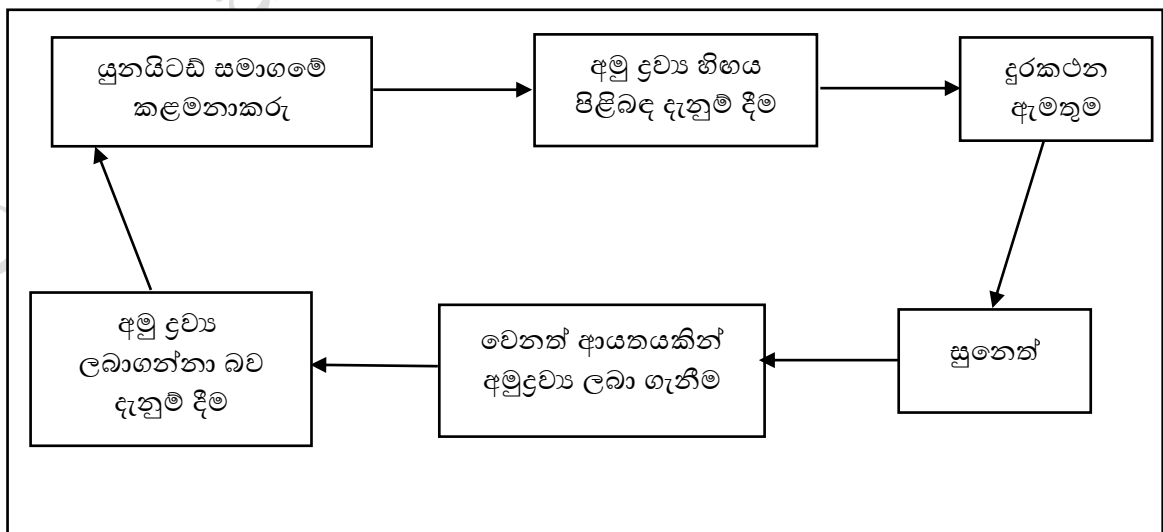 යුනයිටඩ් සමාගමේ
කළමනාකරු
අමු ද්‍රව්‍ය හිඟය
පිළිබඳ දැනුම් දීම
දුරකථන
ඇමතුම
සුනෙත්
වෙනත් ආයතයකින්
අමුද්‍රව්‍ය ලබා ගැනීම
අමු ද්‍රව්‍ය
ලබාගන්නා බව
දැනුම් දීම